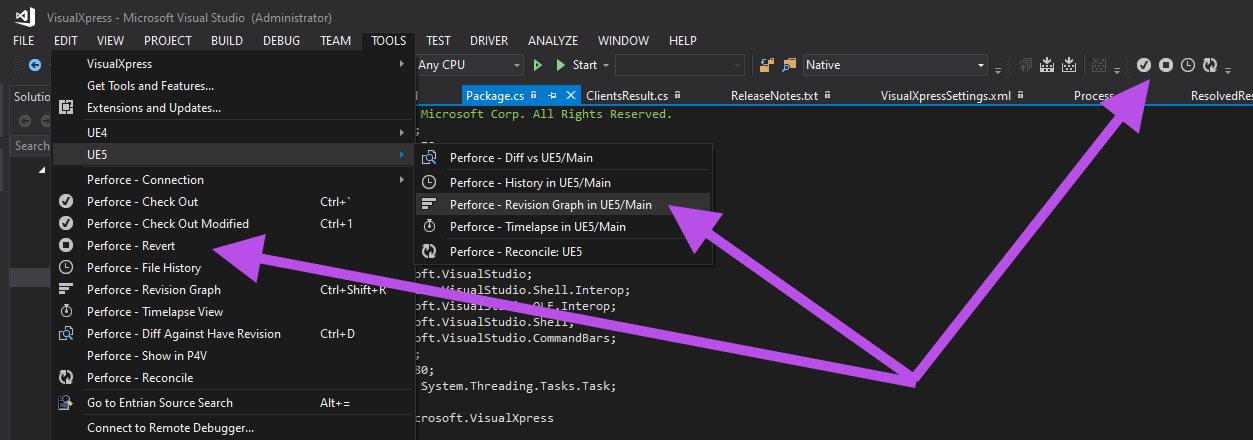 VisualXpress - Microsoft Visual Studio (Administrator)
FILE EDIT VIEW PROJECT BUILD DEBUG TEAM TOOLS TEST DRIVER ANALYZE WINDOW HELP
Any CPU Start Native
VisualXpress
Get Tools and Features...
Extensions and Updates...
UE4
UE5
Perforce - Connection
Perforce - Check Out Ctrl+`
Perforce - Check Out Modified Ctrl+1
Perforce - Revert
Perforce - File History
Perforce - Revision Graph Ctrl+Shift+R
Perforce - Timelapse View
Perforce - Diff Against Have Revision Ctrl+D
Perforce - Show in P4V
Perforce - Reconcile
Go to Entrian Source Search Alt+=
Connect to Remote Debugger...
Perforce - Diff vs UE5/Main
Perforce - History in UE5/Main
Perforce - Revision Graph in UE5/Main
Perforce - Timelapse in UE5/Main
Perforce - Reconcile: UE5
Solutio
Search
Package.cs ClientsResult.cs ReleaseNotes.txt VisualXpressSettings.xml Process ResolvedRes
Microsoft Corp. All Rights Reserved.
;
oft.VisualStudio;
oft.VisualStudio.Shell.Interop;
oft.VisualStudio.OLE.Interop;
oft.VisualStudio.Shell;
oft.VisualStudio.CommandBars;
;
80;
System.Threading.Tasks.Task;
crosoft.VisualXpress